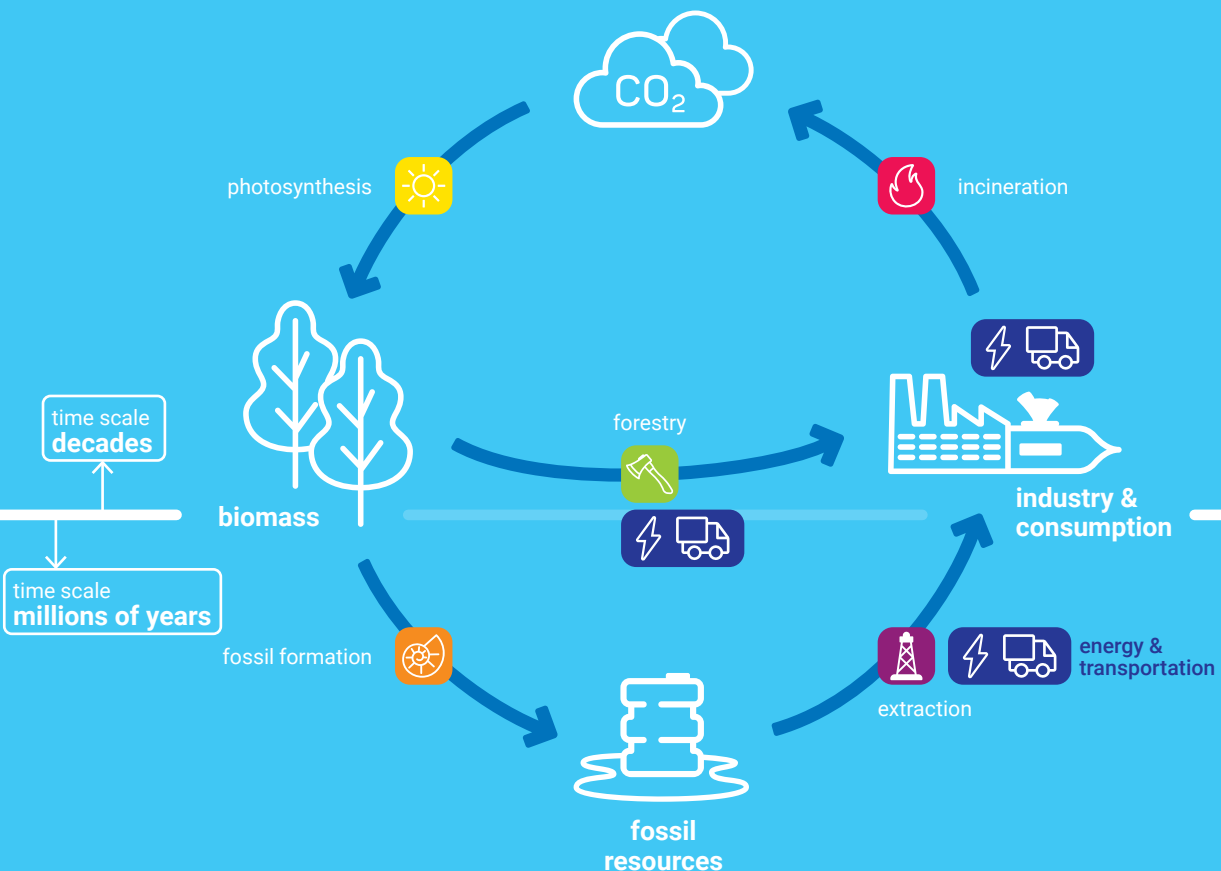 CO₂
photosynthesis
incineration
time scale
decades
forestry
biomass
industry &
consumption
time scale
millions of years
fossil formation
energy &
transportation
extraction
fossil
resources